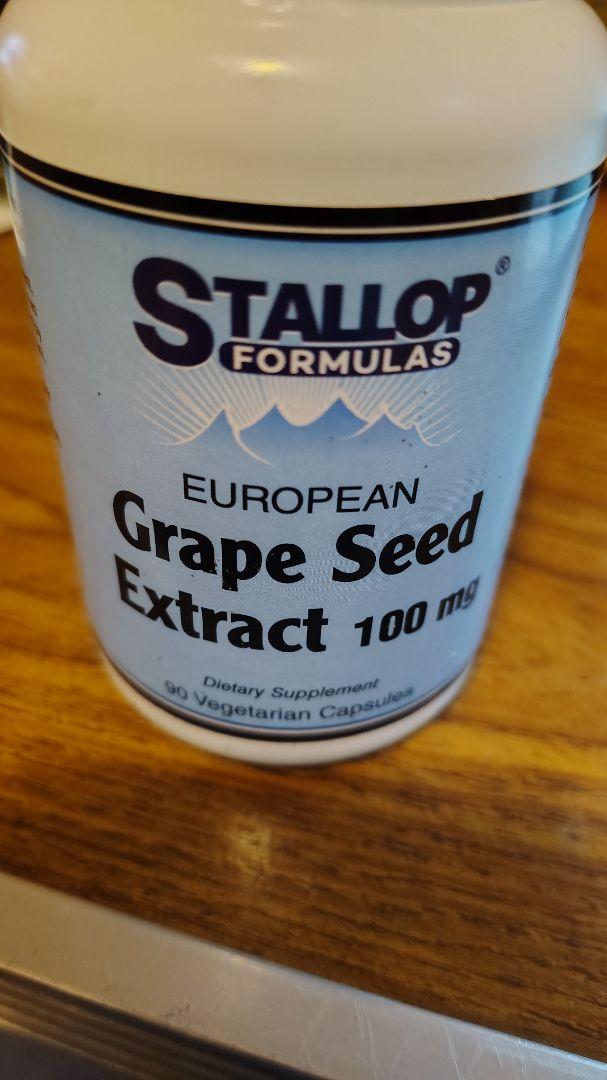 STALLOP®
FORMULAS
EUROPEAN
Grape Seed
Extract 100 mg
Dietary Supplement
90 Vegetarian Capsules